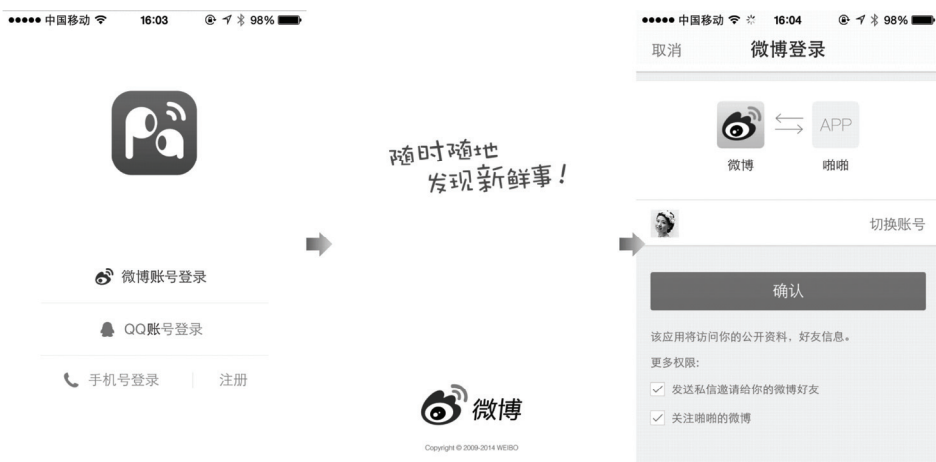 中国移动 16:03 98%
Pa
微博账号登录
QQ账号登录
手机号登录 注册
随时随地
发现新鲜事!
微博
Copyright © 2009-2014 WEIBO
中国移动 16:04 98%
取消 微博登录
APP
微博 啪啪
切换账号
确认
该应用将访问你的公开资料、好友信息。
更多权限:
发送私信邀请给你的微博好友
关注啪啪的微博